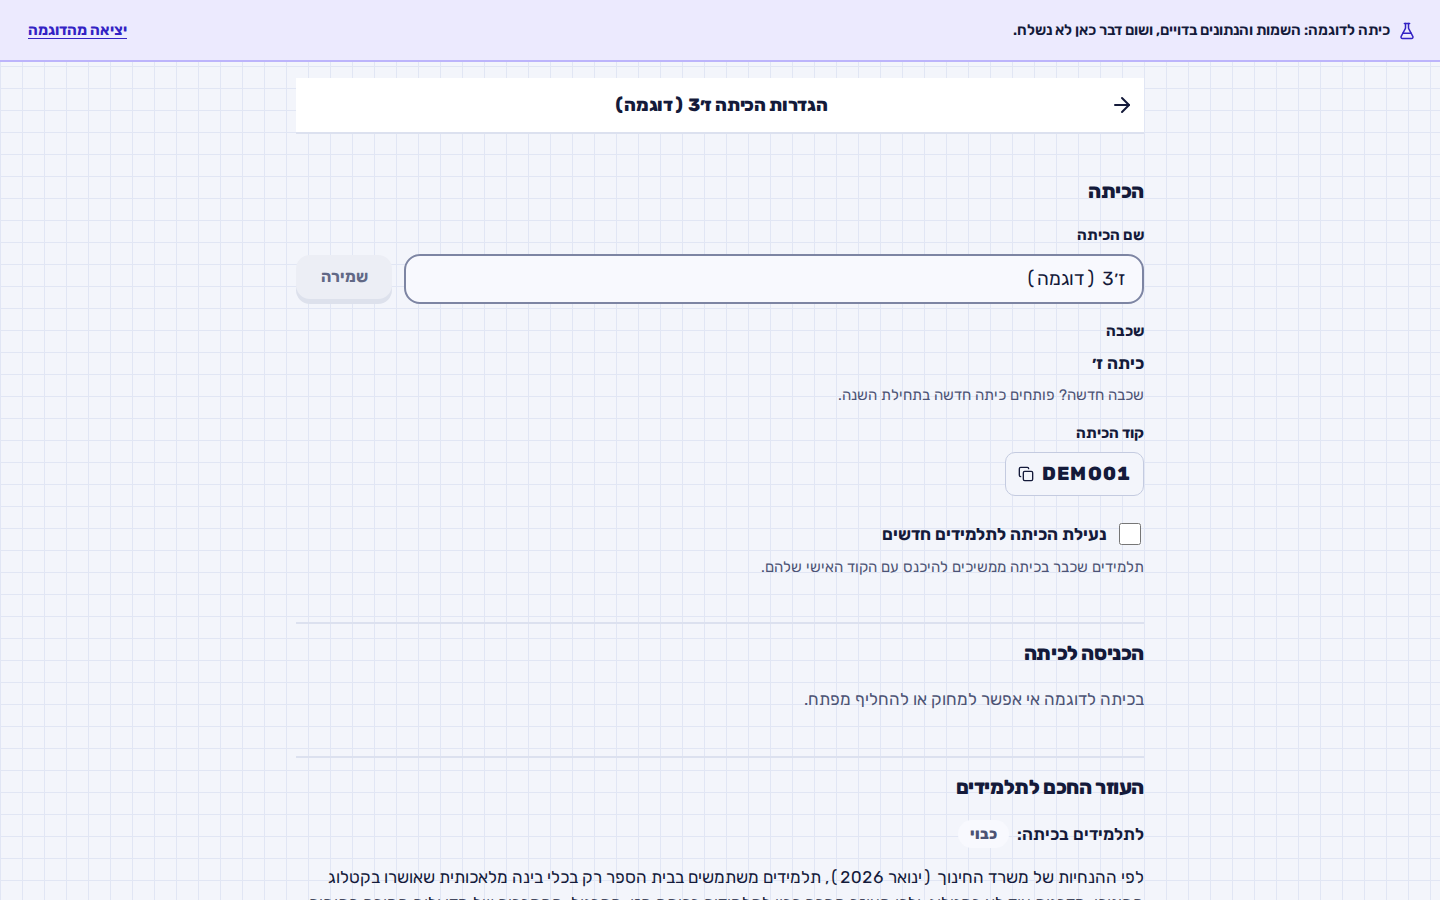 כיתה לדוגמה: השמות והנתונים בדויים, ושום דבר כאן לא נשלח.
יציאה מהדוגמה
הגדרות הכיתה ז׳3 (דוגמה)
הכיתה
שם הכיתה
ז׳3 (דוגמה)
שמירה
שכבה
כיתה ז׳
שכבה חדשה? פותחים כיתה חדשה בתחילת השנה.
קוד הכיתה
DEMO01
נעילת הכיתה לתלמידים חדשים
תלמידים שכבר בכיתה ממשיכים להיכנס עם הקוד האישי שלהם.
הכניסה לכיתה
בכיתה לדוגמה אי אפשר למחוק או להחליף מפתח.
העוזר החכם לתלמידים
לתלמידים בכיתה: כבוי
לפי ההנחיות של משרד החינוך (ינואר 2026), תלמידים משתמשים בבית הספר רק בכלי בינה מלאכותית שאושרו בקטלוג